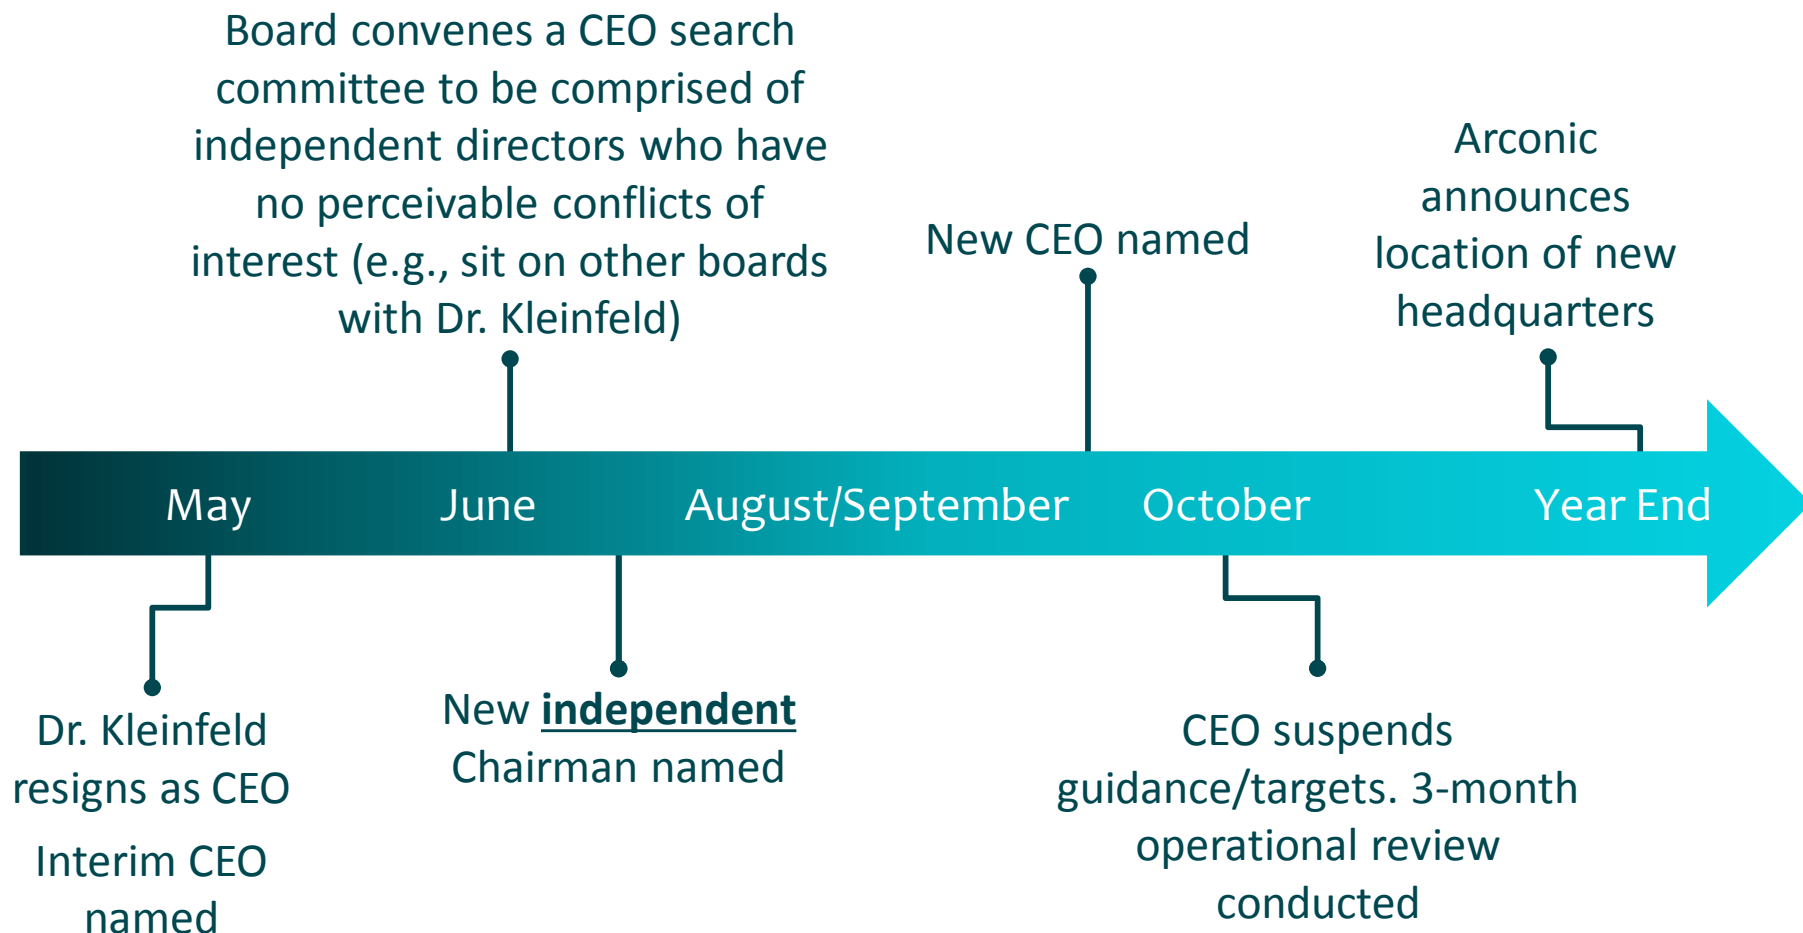 Board convenes a CEO search
committee to be comprised of
independent directors who have
no perceivable conflicts of
interest (e.g., sit on other boards
with Dr. Kleinfeld)
New CEO named
Arconic
announces
location of new
headquarters
May
June
August/September
October
Year End
Dr. Kleinfeld
resigns as CEO
Interim CEO
named
New independent
Chairman named
CEO suspends
guidance/targets. 3-month
operational review
conducted